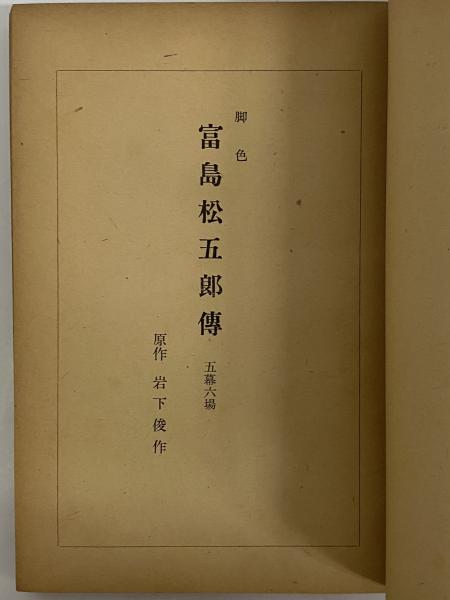 脚色
富島松五郎傳 五幕六場
原作 岩下俊作